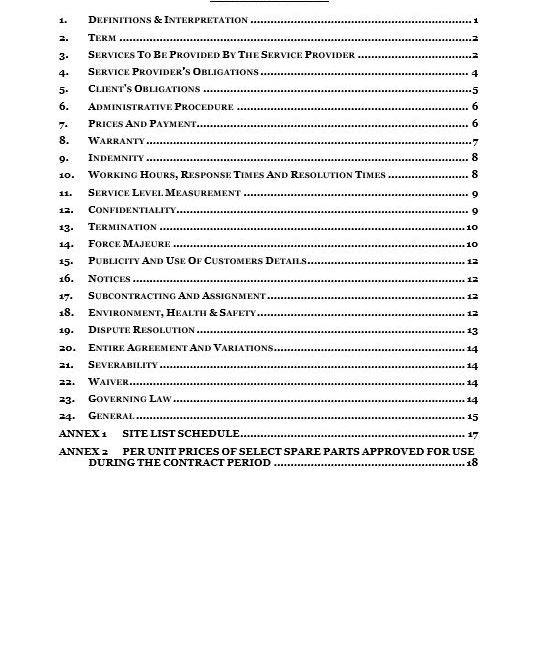 1. Definitions & Interpretation ........ 1
2. Term ........ 2
3. Services To Be Provided By The Service Provider ........ 2
4. Service Provider's Obligations ........ 4
5. Client's Obligations ........ 5
6. Administrative Procedure ........ 6
7. Prices And Payment ........ 6
8. Warranty ........ 7
9. Indemnity ........ 8
10. Working Hours, Response Times And Resolution Times ........ 8
11. Service Level Measurement ........ 9
12. Confidentiality ........ 9
13. Termination ........ 10
14. Force Majeure ........ 10
15. Publicity And Use Of Customers Details ........ 12
16. Notices ........ 12
17. Subcontracting And Assignment ........ 12
18. Environment, Health & Safety ........ 12
19. Dispute Resolution ........ 13
20. Entire Agreement And Variations ........ 14
21. Severability ........ 14
22. Waiver ........ 14
23. Governing Law ........ 14
24. General ........ 15
ANNEX 1 SITE LIST SCHEDULE ........ 17
ANNEX 2 PER UNIT PRICES OF SELECT SPARE PARTS APPROVED FOR USE
DURING THE CONTRACT PERIOD ........ 18